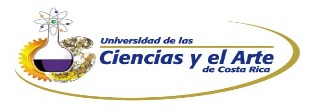 Universidad de las
Ciencias y el Arte
de Costa Rica